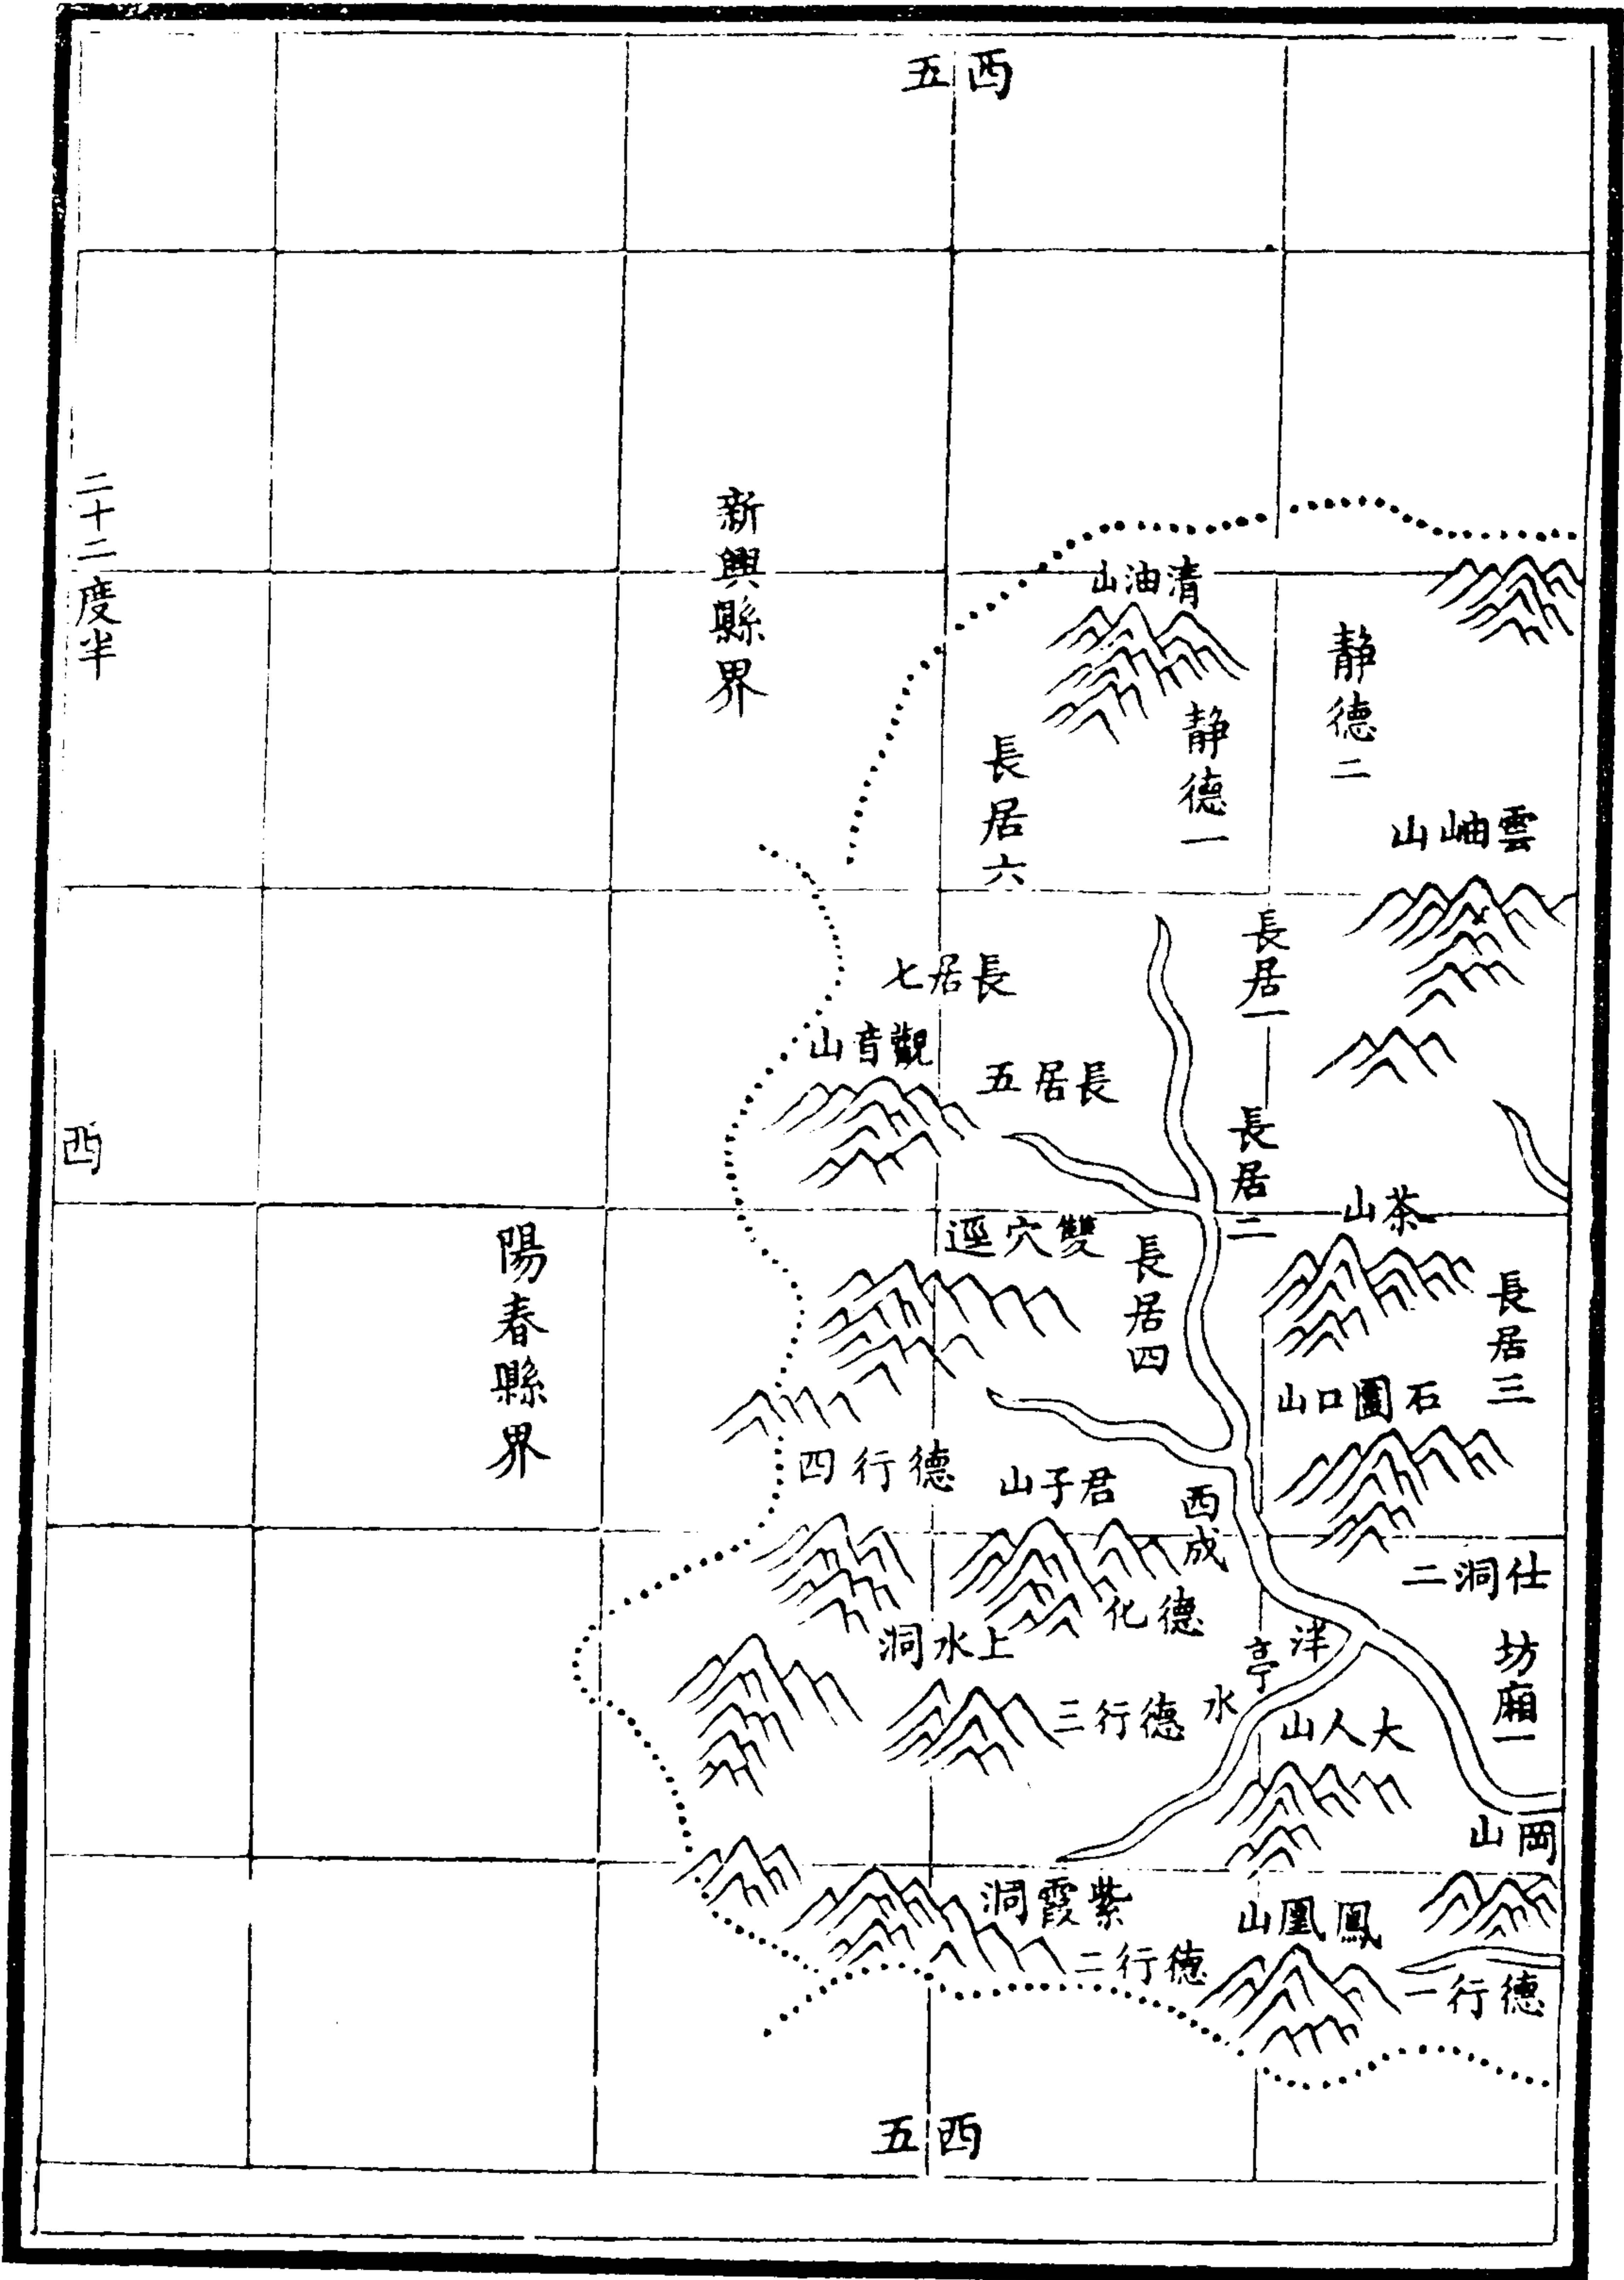 西五
二十二度半
新興縣界
清油山
靜德二
靜德一
長居六
雲岫山
長居一
長居七
觀音山
長居五
長居二
西
茶山
雙穴逕
長居四
長居三
陽春縣界
石圍口山
德行四
君子山
西成
仕洞二
德化
上水洞
洋亭水
坊廂一
德行三
大人山
岡山
紫霞洞
鳳凰山
德行二
德行一
西五